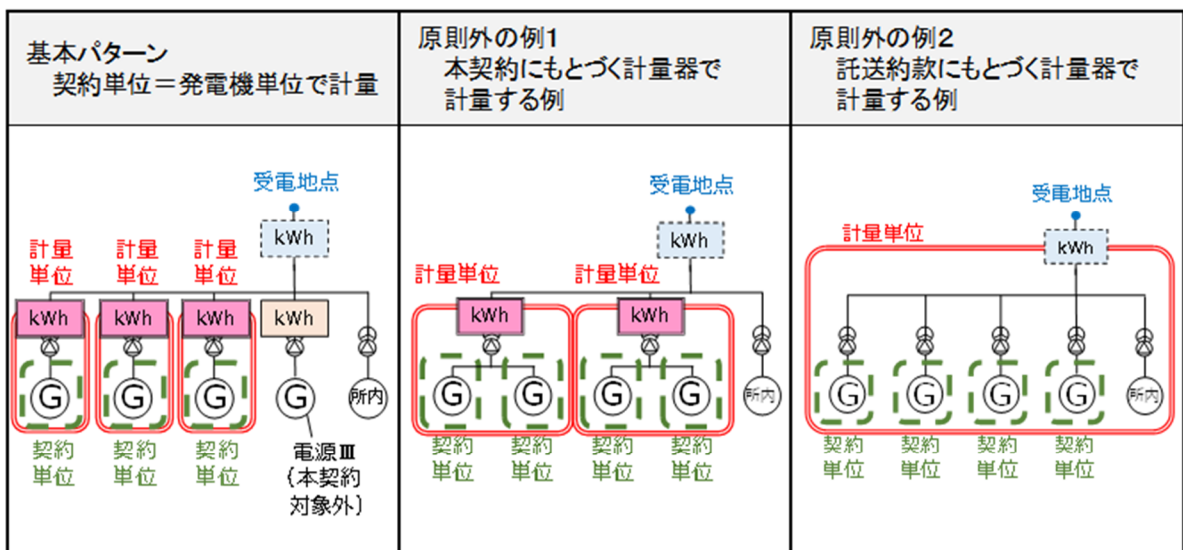 基本パターン
契約単位＝発電機単位で計量
受電地点
kWh
計量
単位
計量
単位
計量
単位
kWh
kWh
kWh
kWh
G
G
G
G
所内
契約
単位
契約
単位
契約
単位
電源Ⅲ
（本契約
対象外）
原則外の例1
本契約にもとづく計量器で
計量する例
受電地点
kWh
計量単位
計量単位
kWh
kWh
G
G
G
G
所内
契約
単位
契約
単位
契約
単位
契約
単位
原則外の例2
託送約款にもとづく計量器で
計量する例
受電地点
計量単位
kWh
G
G
G
G
所内
契約
単位
契約
単位
契約
単位
契約
単位